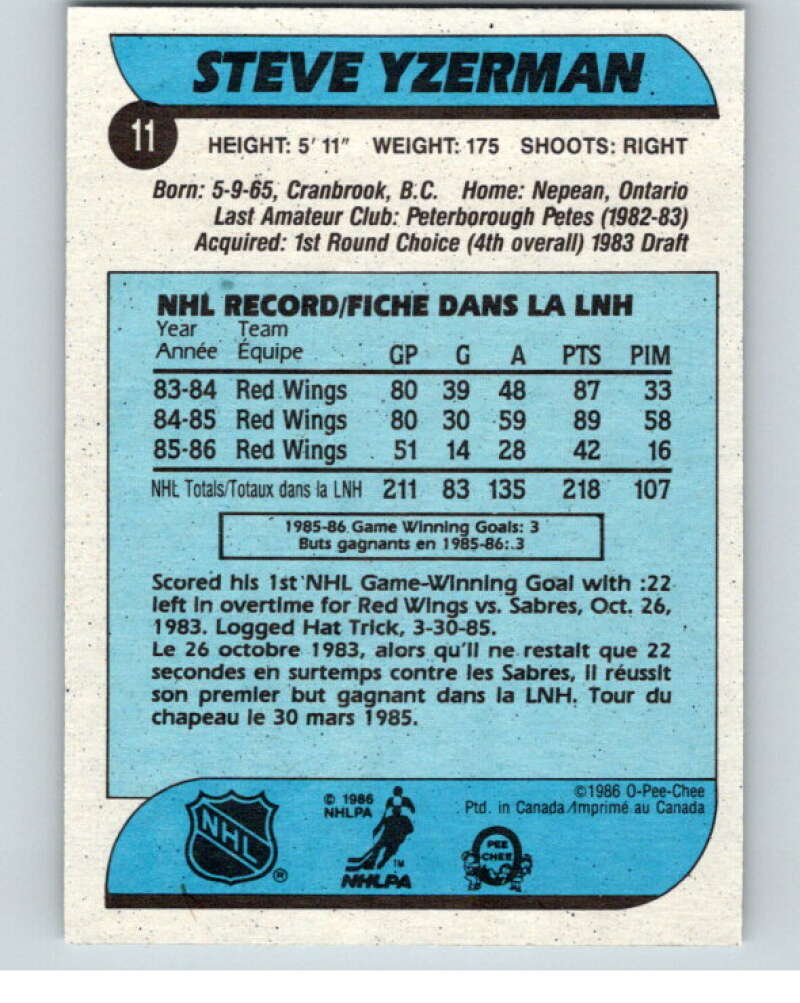 STEVE YZERMAN
11
HEIGHT: 5' 11" WEIGHT: 175 SHOOTS: RIGHT
Born: 5-9-65, Cranbrook, B.C. Home: Nepean, Ontario
Last Amateur Club: Peterborough Petes (1982-83)
Acquired: 1st Round Choice (4th overall) 1983 Draft
NHL RECORD/FICHE DANS LA LNH
Year Team
Année Équipe GP G A PTS PIM
83-84 Red Wings 80 39 48 87 33
84-85 Red Wings 80 30 59 89 58
85-86 Red Wings 51 14 28 42 16
NHL Totals/Totaux dans la LNH 211 83 135 218 107
1985-86 Game Winning Goals: 3
Buts gagnants en 1985-86: 3
Scored his 1st NHL Game-Winning Goal with :22
left in overtime for Red Wings vs. Sabres, Oct. 26,
1983. Logged Hat Trick, 3-30-85.
Le 26 octobre 1983, alors qu'il ne restait que 22
secondes en surtemps contre les Sabres, il réussit
son premier but gagnant dans la LNH. Tour du
chapeau le 30 mars 1985.
NHL ®
© 1986
NHLPA
TM
NHLPA
©1986 O-Pee-Chee
Ptd. in Canada/Imprimé au Canada
PEE
CHEE